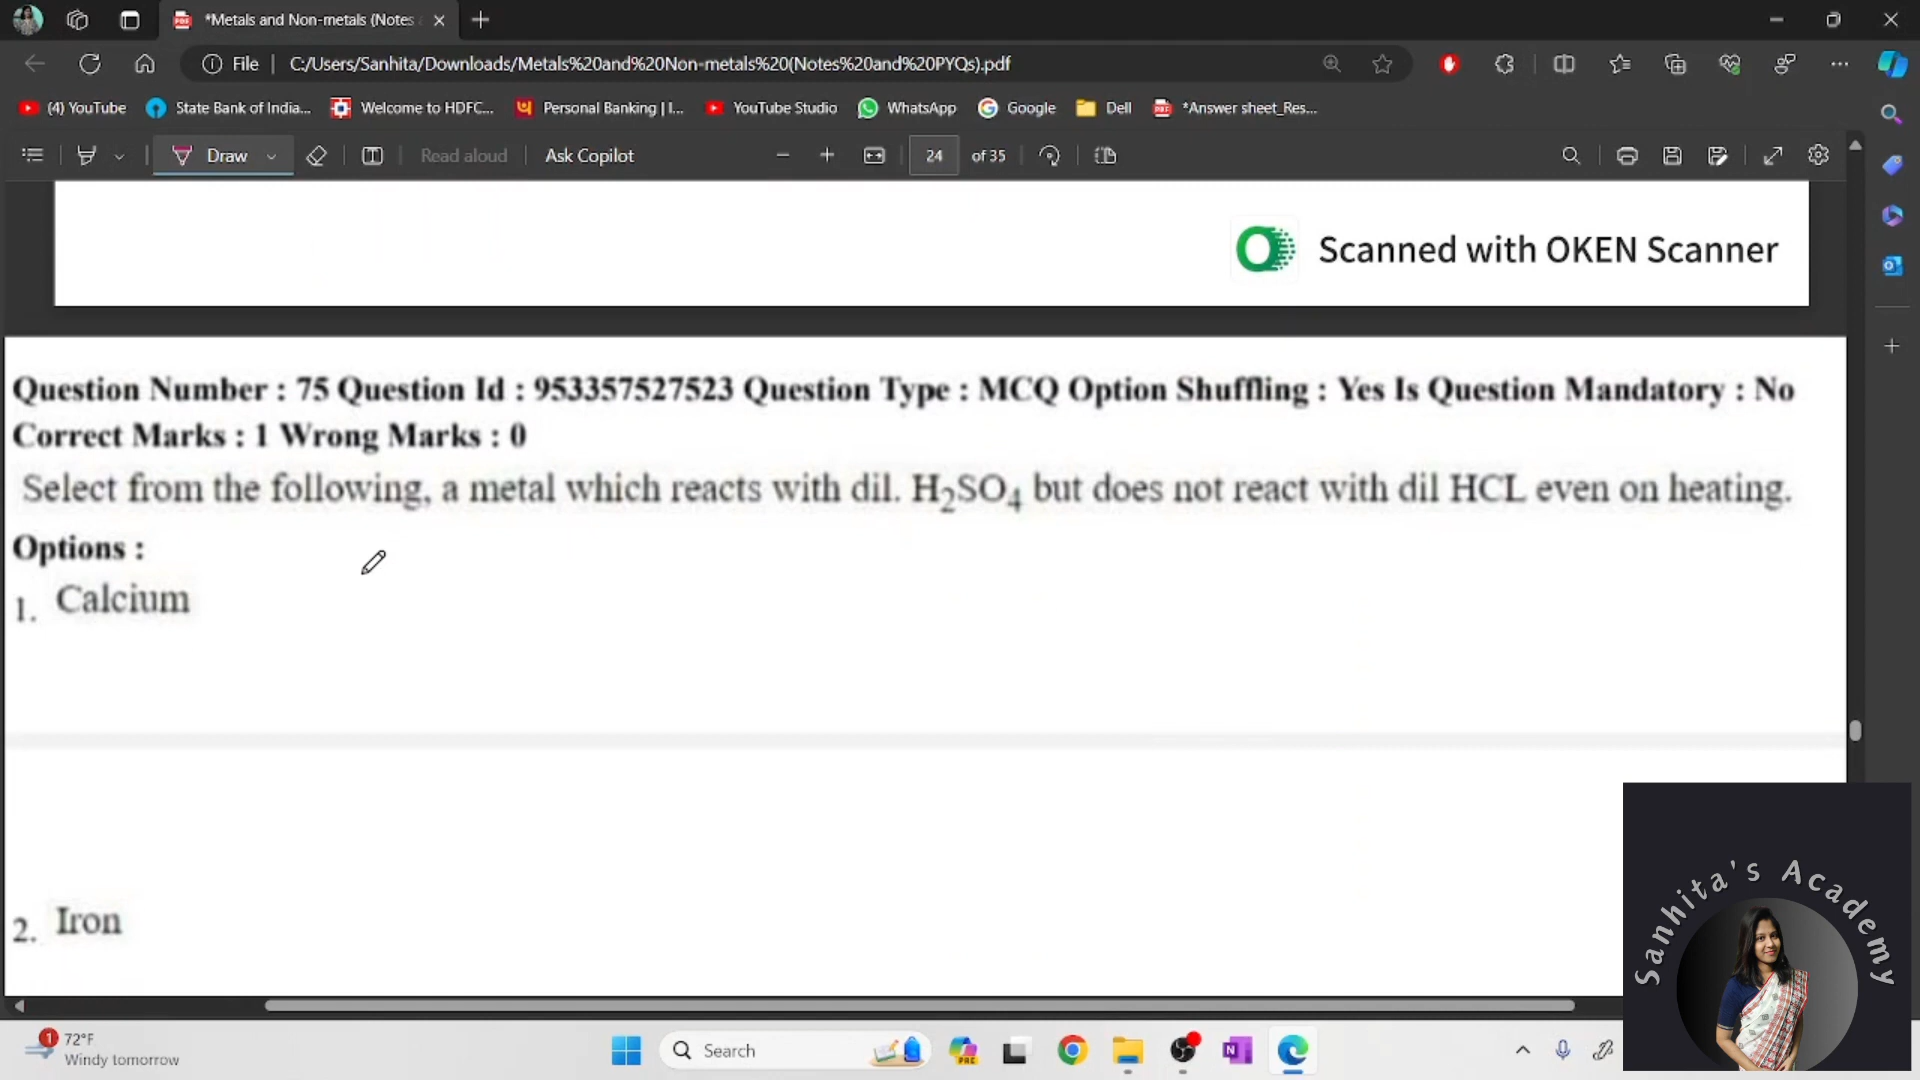 *Metals and Non-metals (Notes
File
C:/Users/Sanhita/Downloads/Metals%20and%20Non-metals%20(Notes%20and%20PYQs).pdf
(4) YouTube
State Bank of India...
Welcome to HDFC...
Personal Banking | I...
YouTube Studio
WhatsApp
Google
Dell
*Answer sheet_Res...
Draw
Read aloud
Ask Copilot
24
of 35
Scanned with OKEN Scanner
Question Number : 75 Question Id : 953357527523 Question Type : MCQ Option Shuffling : Yes Is Question Mandatory : No
Correct Marks : 1 Wrong Marks : 0
Select from the following, a metal which reacts with dil. H₂SO₄ but does not react with dil HCL even on heating.
Options :
1. Calcium
2. Iron
Sanhita's Academy
1
72°F
Windy tomorrow
Search
PRE